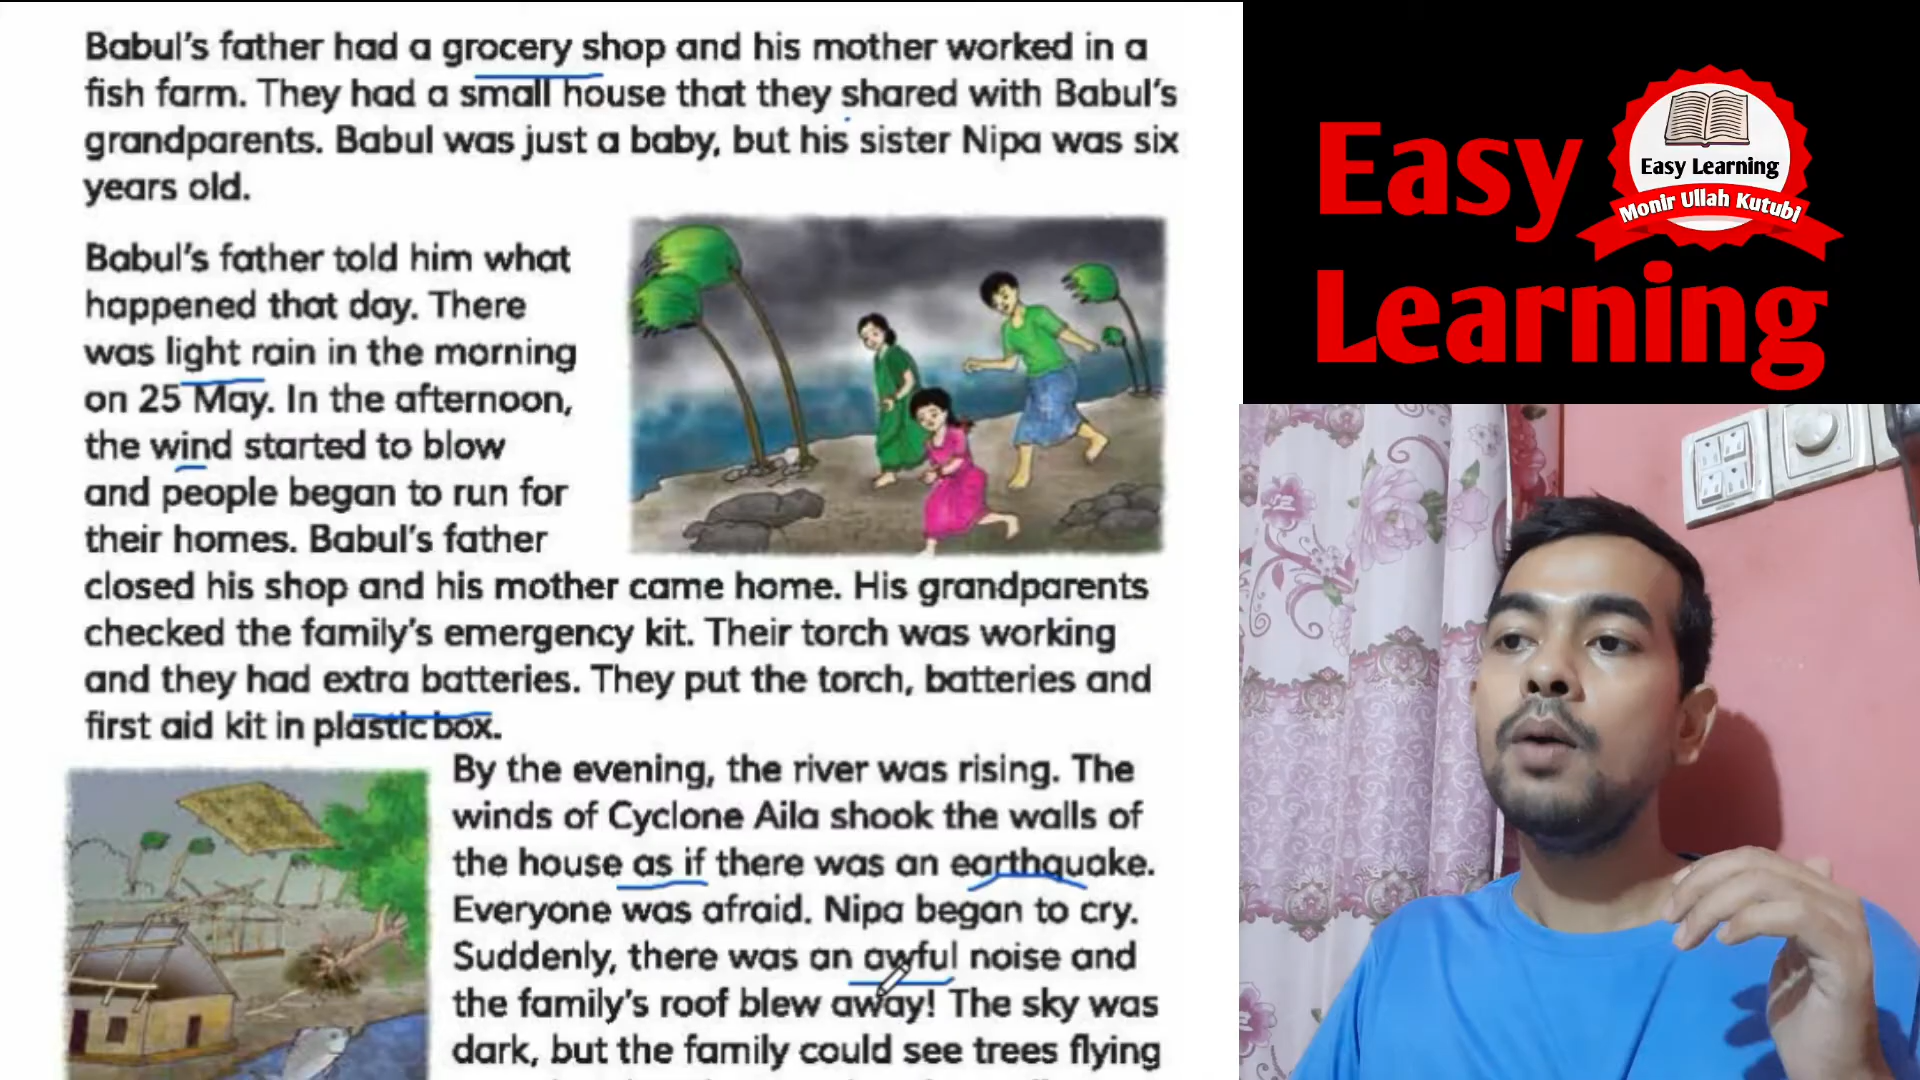 Babul's father had a grocery shop and his mother worked in a
fish farm. They had a small house that they shared with Babul's
grandparents. Babul was just a baby, but his sister Nipa was six
years old.
Babul's father told him what
happened that day. There
was light rain in the morning
on 25 May. In the afternoon,
the wind started to blow
and people began to run for
their homes. Babul's father
closed his shop and his mother came home. His grandparents
checked the family's emergency kit. Their torch was working
and they had extra batteries. They put the torch, batteries and
first aid kit in plastic box.
By the evening, the river was rising. The
winds of Cyclone Aila shook the walls of
the house as if there was an earthquake.
Everyone was afraid. Nipa began to cry.
Suddenly, there was an awful noise and
the family's roof blew away! The sky was
dark, but the family could see trees flying
Easy
Learning
Easy Learning
Monir Ullah Kutubi